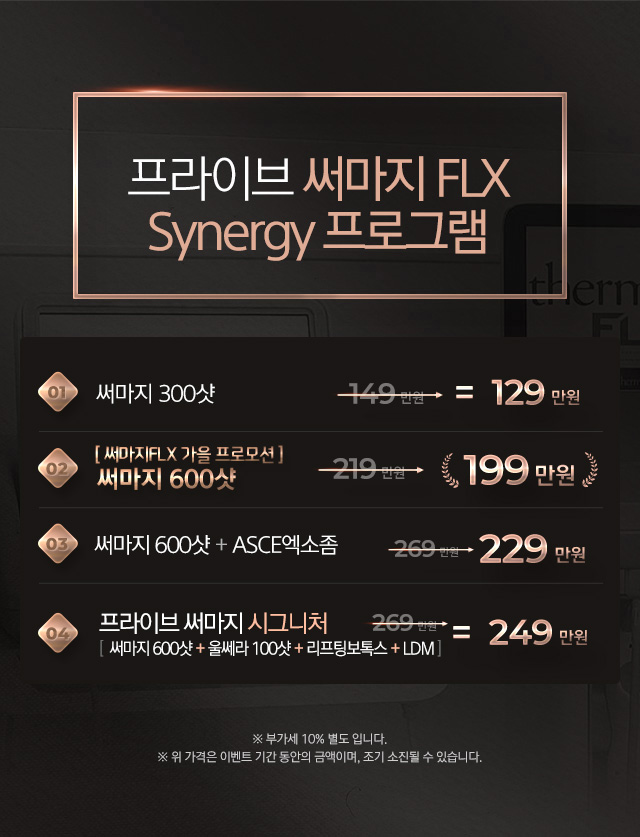 프라이브 써마지 FLX
Synergy 프로그램
therm
FL
01 써마지 300샷 149 만원 = 129 만원
02 [ 써마지FLX 가을 프로모션 ]
써마지 600샷 219 만원 199 만원
03 써마지 600샷 + ASCE엑소좀 269 만원 229 만원
04 프라이브 써마지 시그니처 269 만원 = 249 만원
[ 써마지 600샷 + 울쎄라 100샷 + 리프팅보톡스 + LDM ]
※ 부가세 10% 별도 입니다.
※ 위 가격은 이벤트 기간 동안의 금액이며, 조기 소진될 수 있습니다.